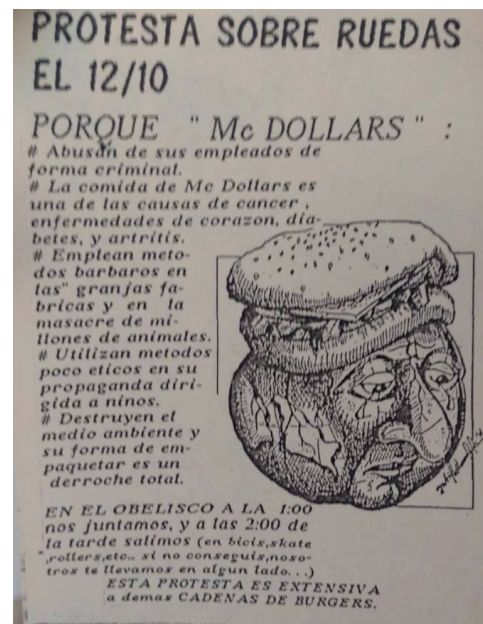 PROTESTA SOBRE RUEDAS
EL 12/10
PORQUE " Mc DOLLARS " :
# Abusan de sus empleados de
forma criminal.
# La comida de Mc Dollars es
una de las causas de cancer ,
enfermedades de corazon, dia-
betes, y artritis.
# Emplean meto-
dos barbaros en
las" granjas fa-
bricas y en la
masacre de mi-
llones de animales.
# Utilizan metodos
poco eticos en su
propaganda diri-
gida a ninos.
# Destruyen el
medio ambiente y
su forma de em-
paquetar es un
derroche total.
EN EL OBELISCO A LA 1:00
nos juntamos, y a las 2:00 de
la tarde salimos (en bicis,skate
,rollers,etc... si no conseguis,noso-
tros te llevamos en algun lado...)
ESTA PROTESTA ES EXTENSIVA
a demas CADENAS DE BURGERS.